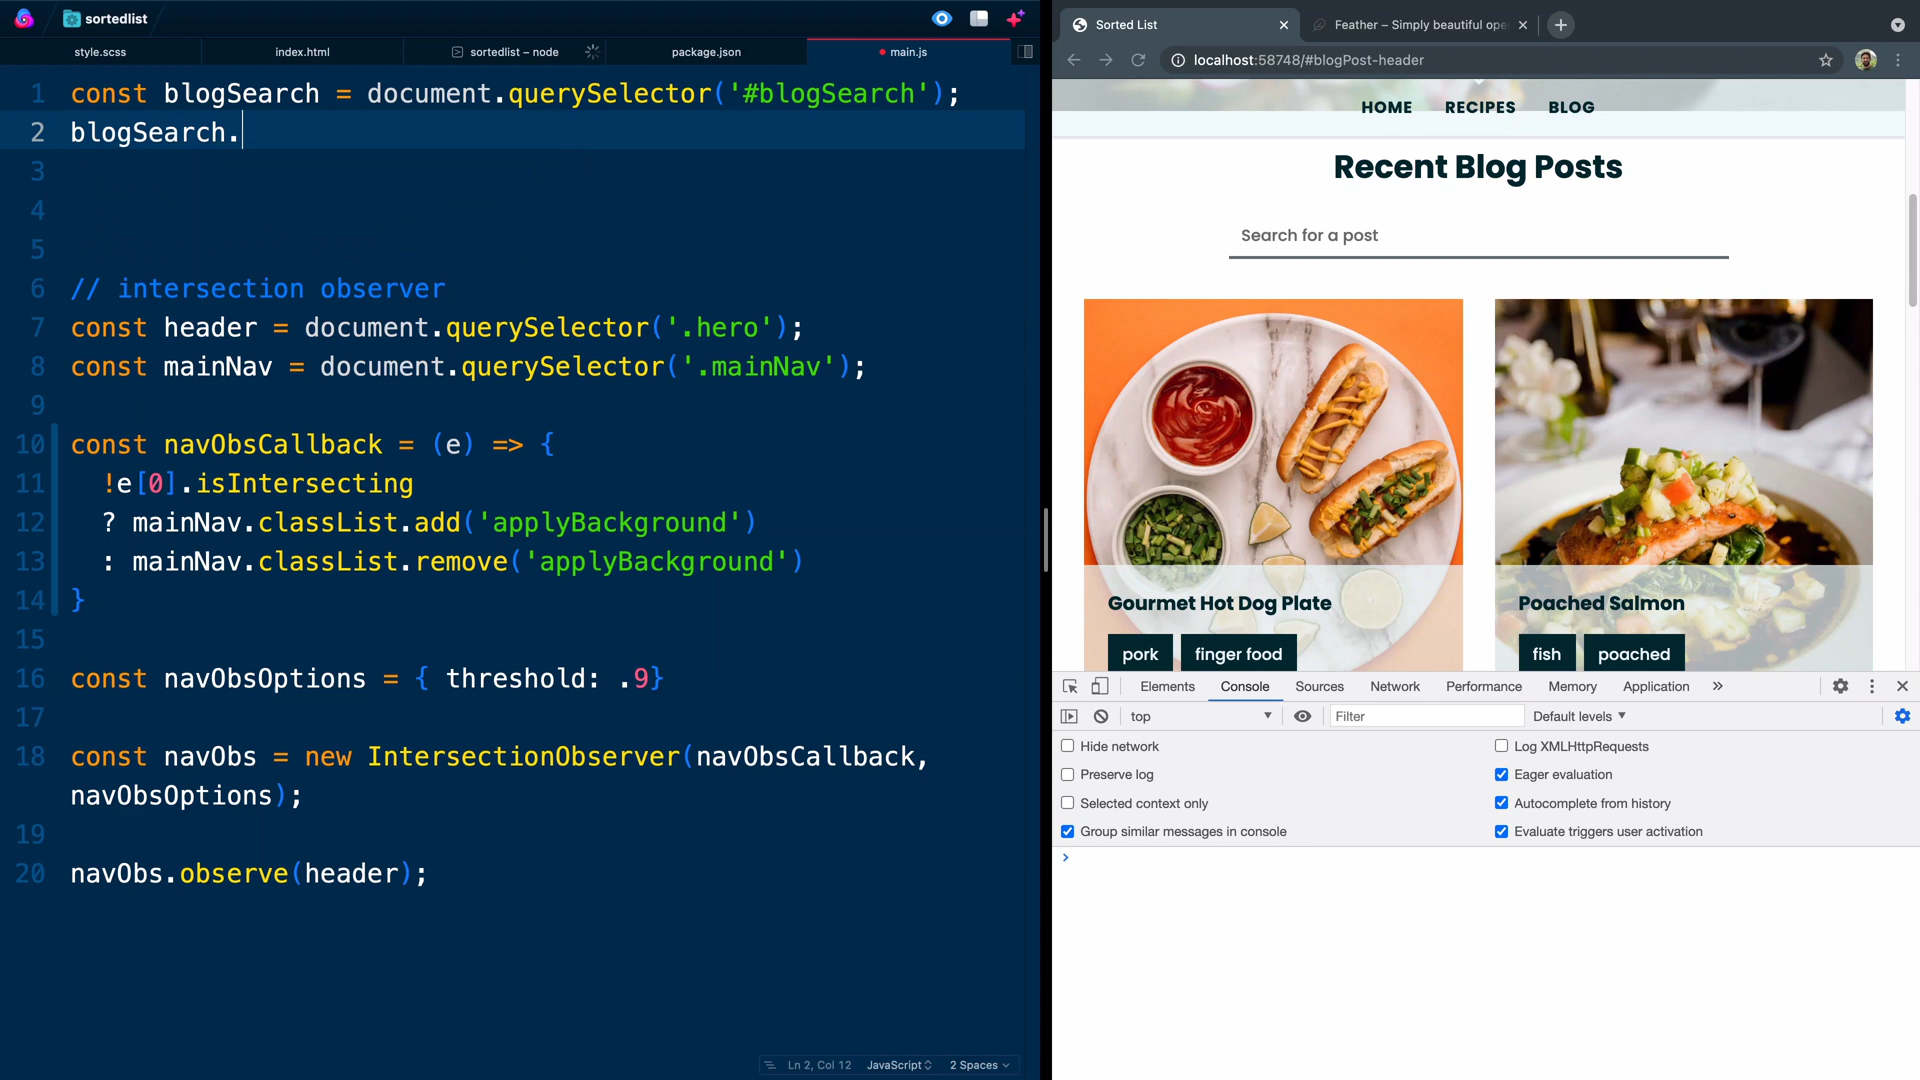 sortedlist
style.scss
index.html
sortedlist – node
package.json
main.js
1 const blogSearch = document.querySelector('#blogSearch');
2 blogSearch.
3
4
5
6 // intersection observer
7 const header = document.querySelector('.hero');
8 const mainNav = document.querySelector('.mainNav');
9
10 const navObsCallback = (e) => {
11 !e[0].isIntersecting
12 ? mainNav.classList.add('applyBackground')
13 : mainNav.classList.remove('applyBackground')
14 }
15
16 const navObsOptions = { threshold: .9}
17
18 const navObs = new IntersectionObserver(navObsCallback,
navObsOptions);
19
20 navObs.observe(header);
Ln 2, Col 12
JavaScript
2 Spaces
Sorted List
Feather – Simply beautiful ope
localhost:58748/#blogPost-header
HOME RECIPES BLOG
Recent Blog Posts
Search for a post
Gourmet Hot Dog Plate
pork
finger food
Poached Salmon
fish
poached
Elements Console Sources Network Performance Memory Application »
top
Filter
Default levels
Hide network
Log XMLHttpRequests
Preserve log
Eager evaluation
Selected context only
Autocomplete from history
Group similar messages in console
Evaluate triggers user activation